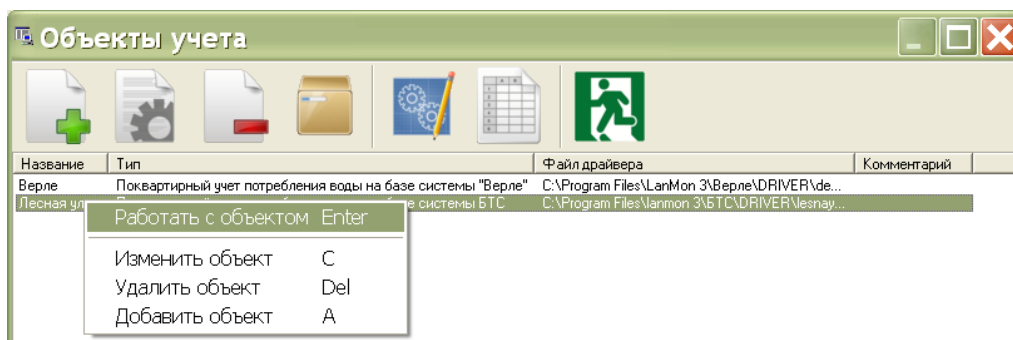 Объекты учета
Название Тип Файл драйвера Комментарий
Верле Поквартирный учет потребления воды на базе системы "Верле" C:\Program Files\LanMon 3\Верле\DRIVER\de...
Лесная базе системы БТС C:\Program Files\lanmon 3\БТС\DRIVER\lesnay...
Работать с объектом Enter
Изменить объект C
Удалить объект Del
Добавить объект A